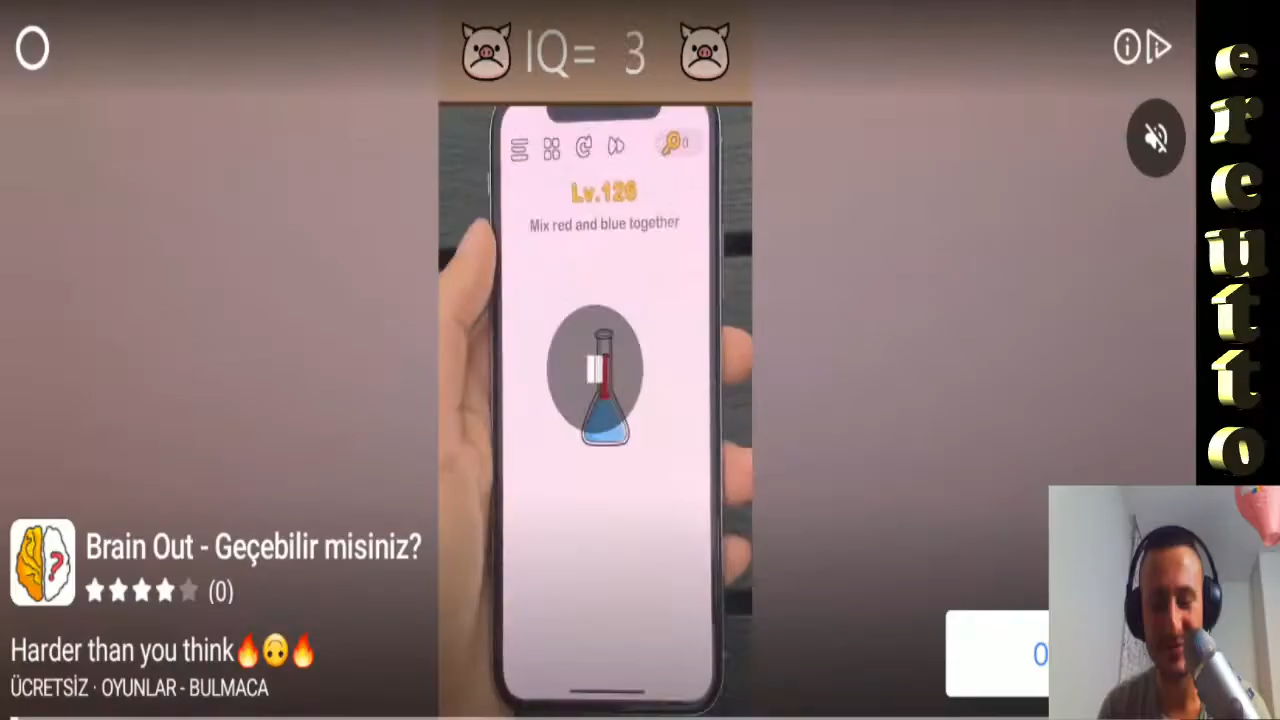 IQ= 3
0
Lv.126
Mix red and blue together
Brain Out - Geçebilir misiniz?
(0)
Harder than you think🔥🙃🔥
ÜCRETSİZ · OYUNLAR - BULMACA
ercutto